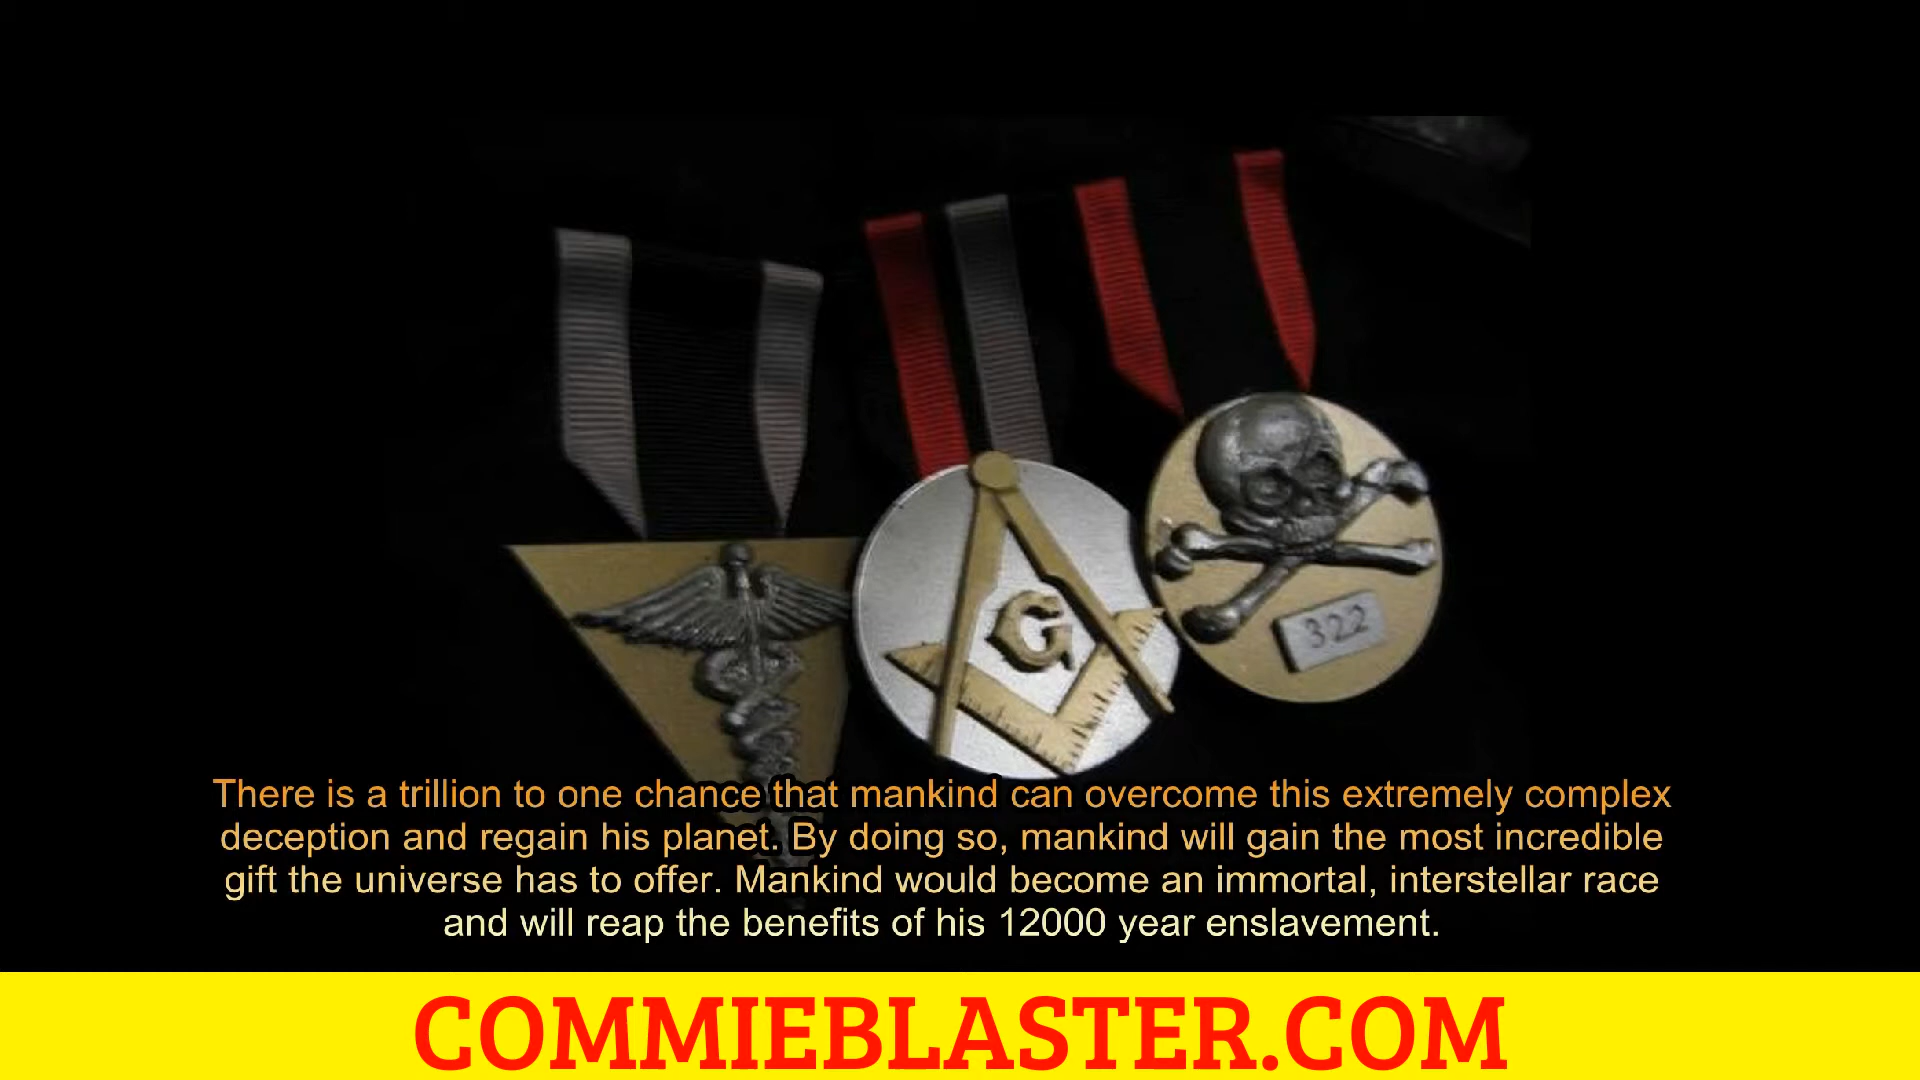 G
322
There is a trillion to one chance that mankind can overcome this extremely complex
deception and regain his planet. By doing so, mankind will gain the most incredible
gift the universe has to offer. Mankind would become an immortal, interstellar race
and will reap the benefits of his 12000 year enslavement.
COMMIEBLASTER.COM